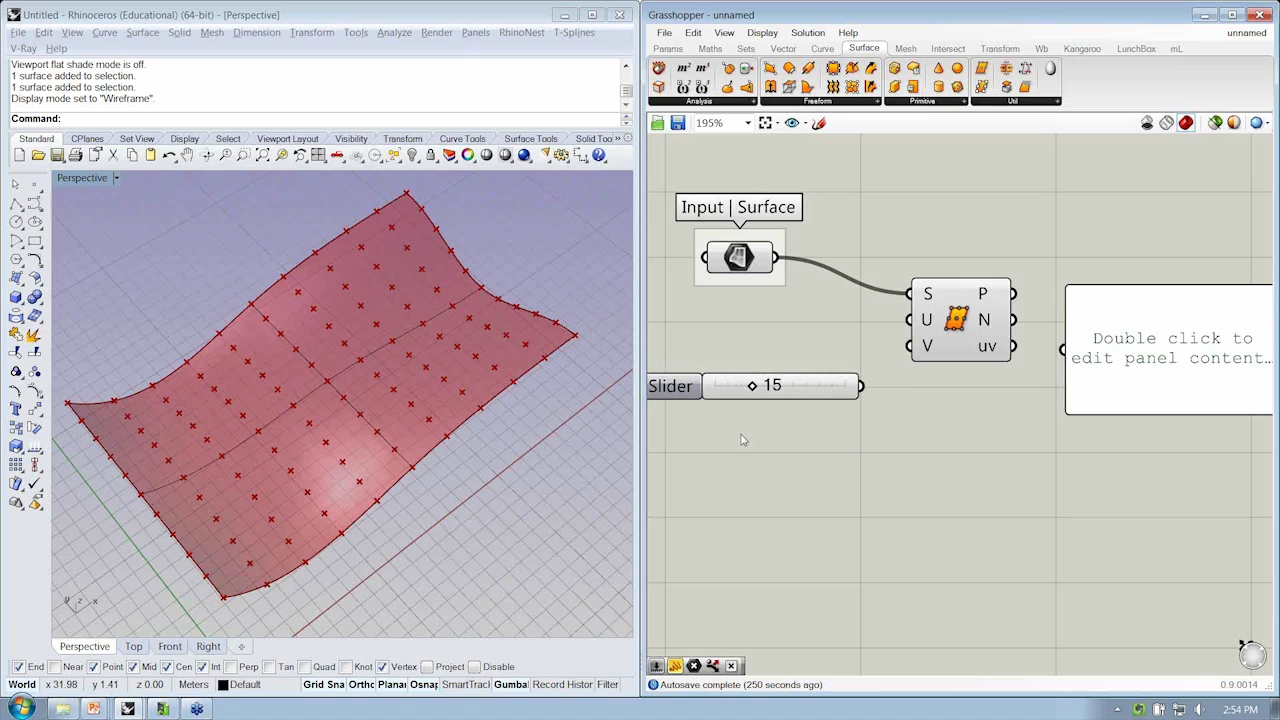 Untitled - Rhinoceros (Educational) (64-bit) - [Perspective]
File Edit View Curve Surface Solid Mesh Dimension Transform Tools Analyze Render Panels RhinoNest T-Splines
V-Ray Help
Viewport flat shade mode is off.
1 surface added to selection.
1 surface added to selection.
Display mode set to "Wireframe".
Command:
Standard CPlanes Set View Display Select Viewport Layout Visibility Transform Curve Tools Surface Tools Solid Too »
Perspective
y z x
Perspective Top Front Right
End Near Point Mid Cen Int Perp Tan Quad Knot Vertex Project Disable
World x 31.98 y 1.41 z 0.00 Meters Default Grid Sna Ortho Planar Osnap SmartTrack Gumba Record History Filter
Grasshopper - unnamed
File Edit View Display Solution Help unnamed
Params Maths Sets Vector Curve Surface Mesh Intersect Transform Wb Kangaroo LunchBox mL
m² m³
Analysis Freeform Primitive Util
195%
Input | Surface
S P
U N
V uv
Slider 15
Double click to
edit panel content..
Autosave complete (250 seconds ago) 0.9.0014
2:54 PM